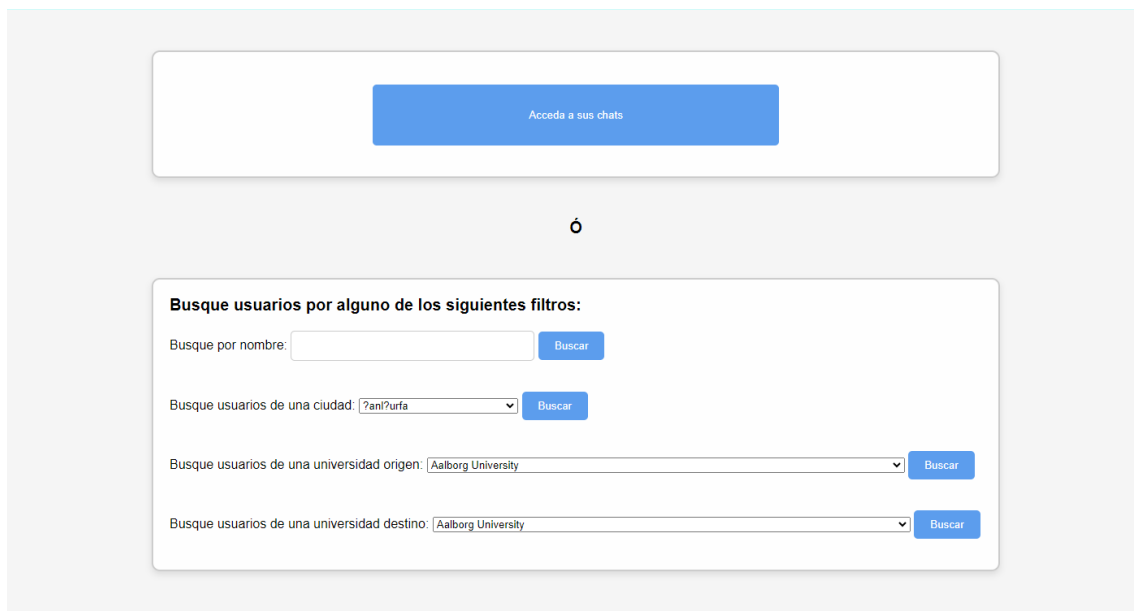 Acceda a sus chats
Ó
Busque usuarios por alguno de los siguientes filtros:
Busque por nombre: Buscar
Busque usuarios de una ciudad: ?anl?urfa Buscar
Busque usuarios de una universidad origen: Aalborg University Buscar
Busque usuarios de una universidad destino: Aalborg University Buscar